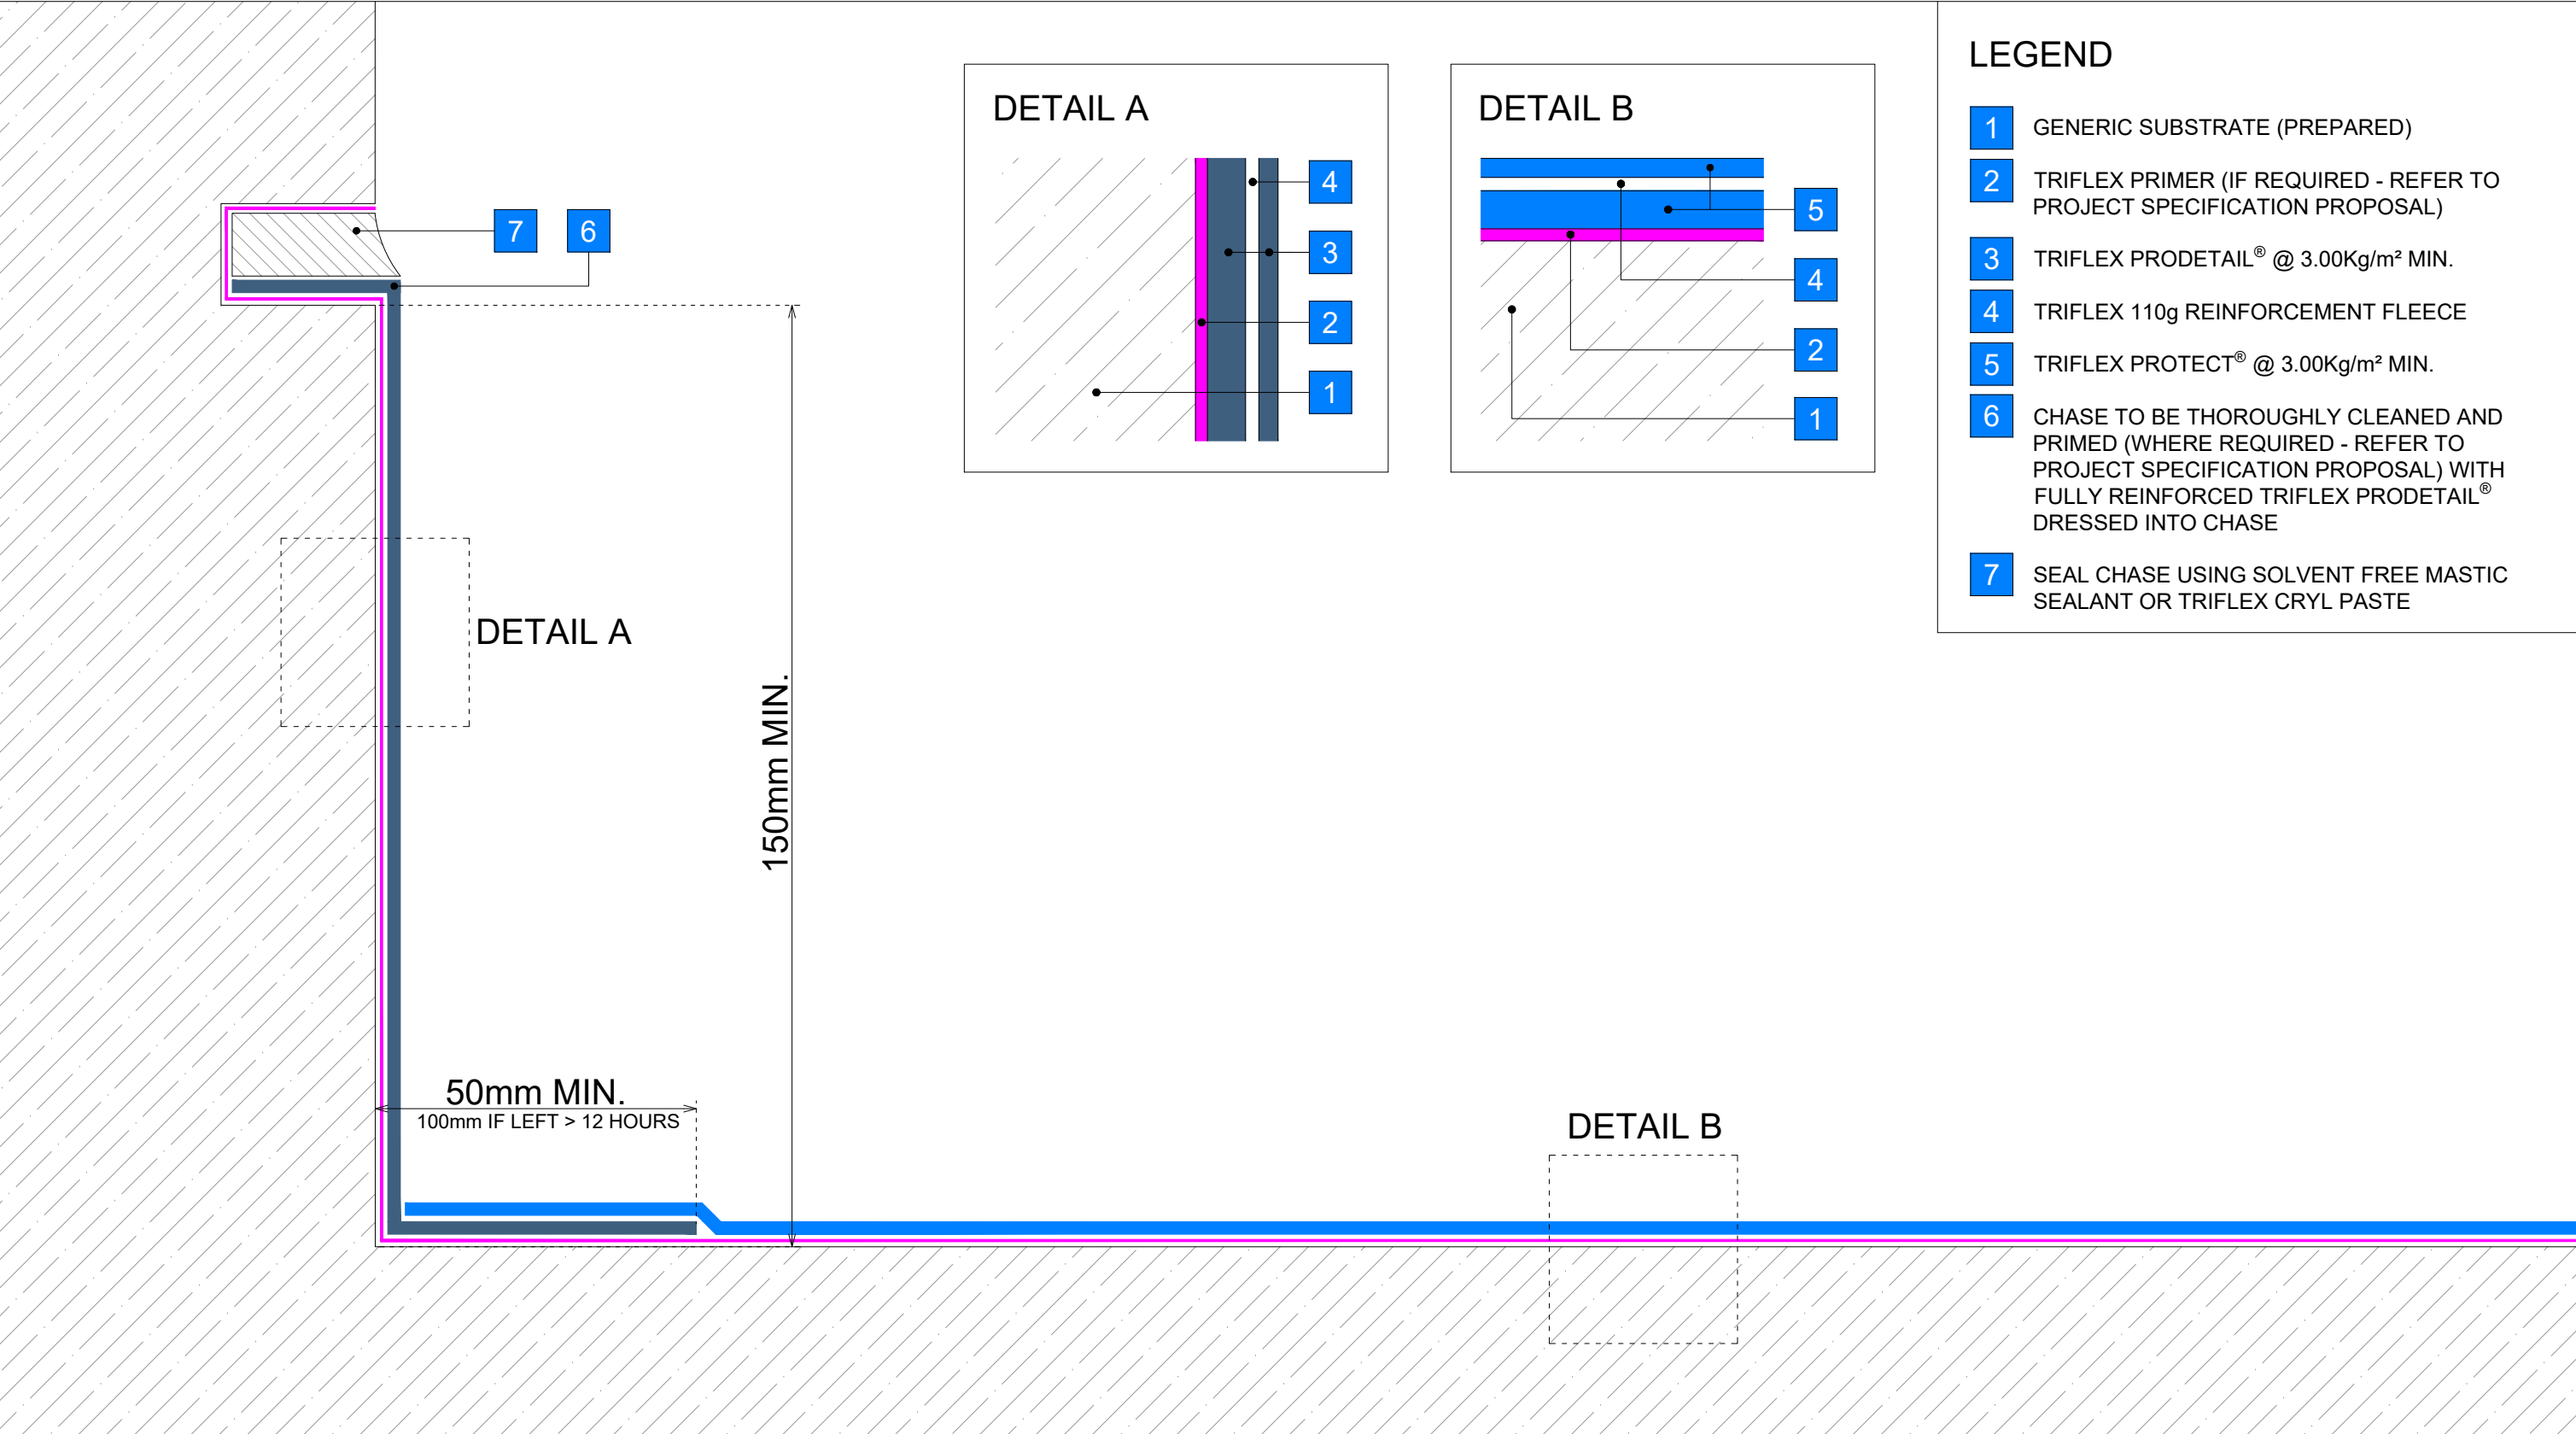 DETAIL A
4
3
2
1
DETAIL B
5
4
2
1
LEGEND
1 GENERIC SUBSTRATE (PREPARED)
2 TRIFLEX PRIMER (IF REQUIRED - REFER TO
PROJECT SPECIFICATION PROPOSAL)
3 TRIFLEX PRODETAIL® @ 3.00Kg/m² MIN.
4 TRIFLEX 110g REINFORCEMENT FLEECE
5 TRIFLEX PROTECT® @ 3.00Kg/m² MIN.
6 CHASE TO BE THOROUGHLY CLEANED AND
PRIMED (WHERE REQUIRED - REFER TO
PROJECT SPECIFICATION PROPOSAL) WITH
FULLY REINFORCED TRIFLEX PRODETAIL®
DRESSED INTO CHASE
7 SEAL CHASE USING SOLVENT FREE MASTIC
SEALANT OR TRIFLEX CRYL PASTE
7 6
DETAIL A
150mm MIN.
50mm MIN.
100mm IF LEFT > 12 HOURS
DETAIL B